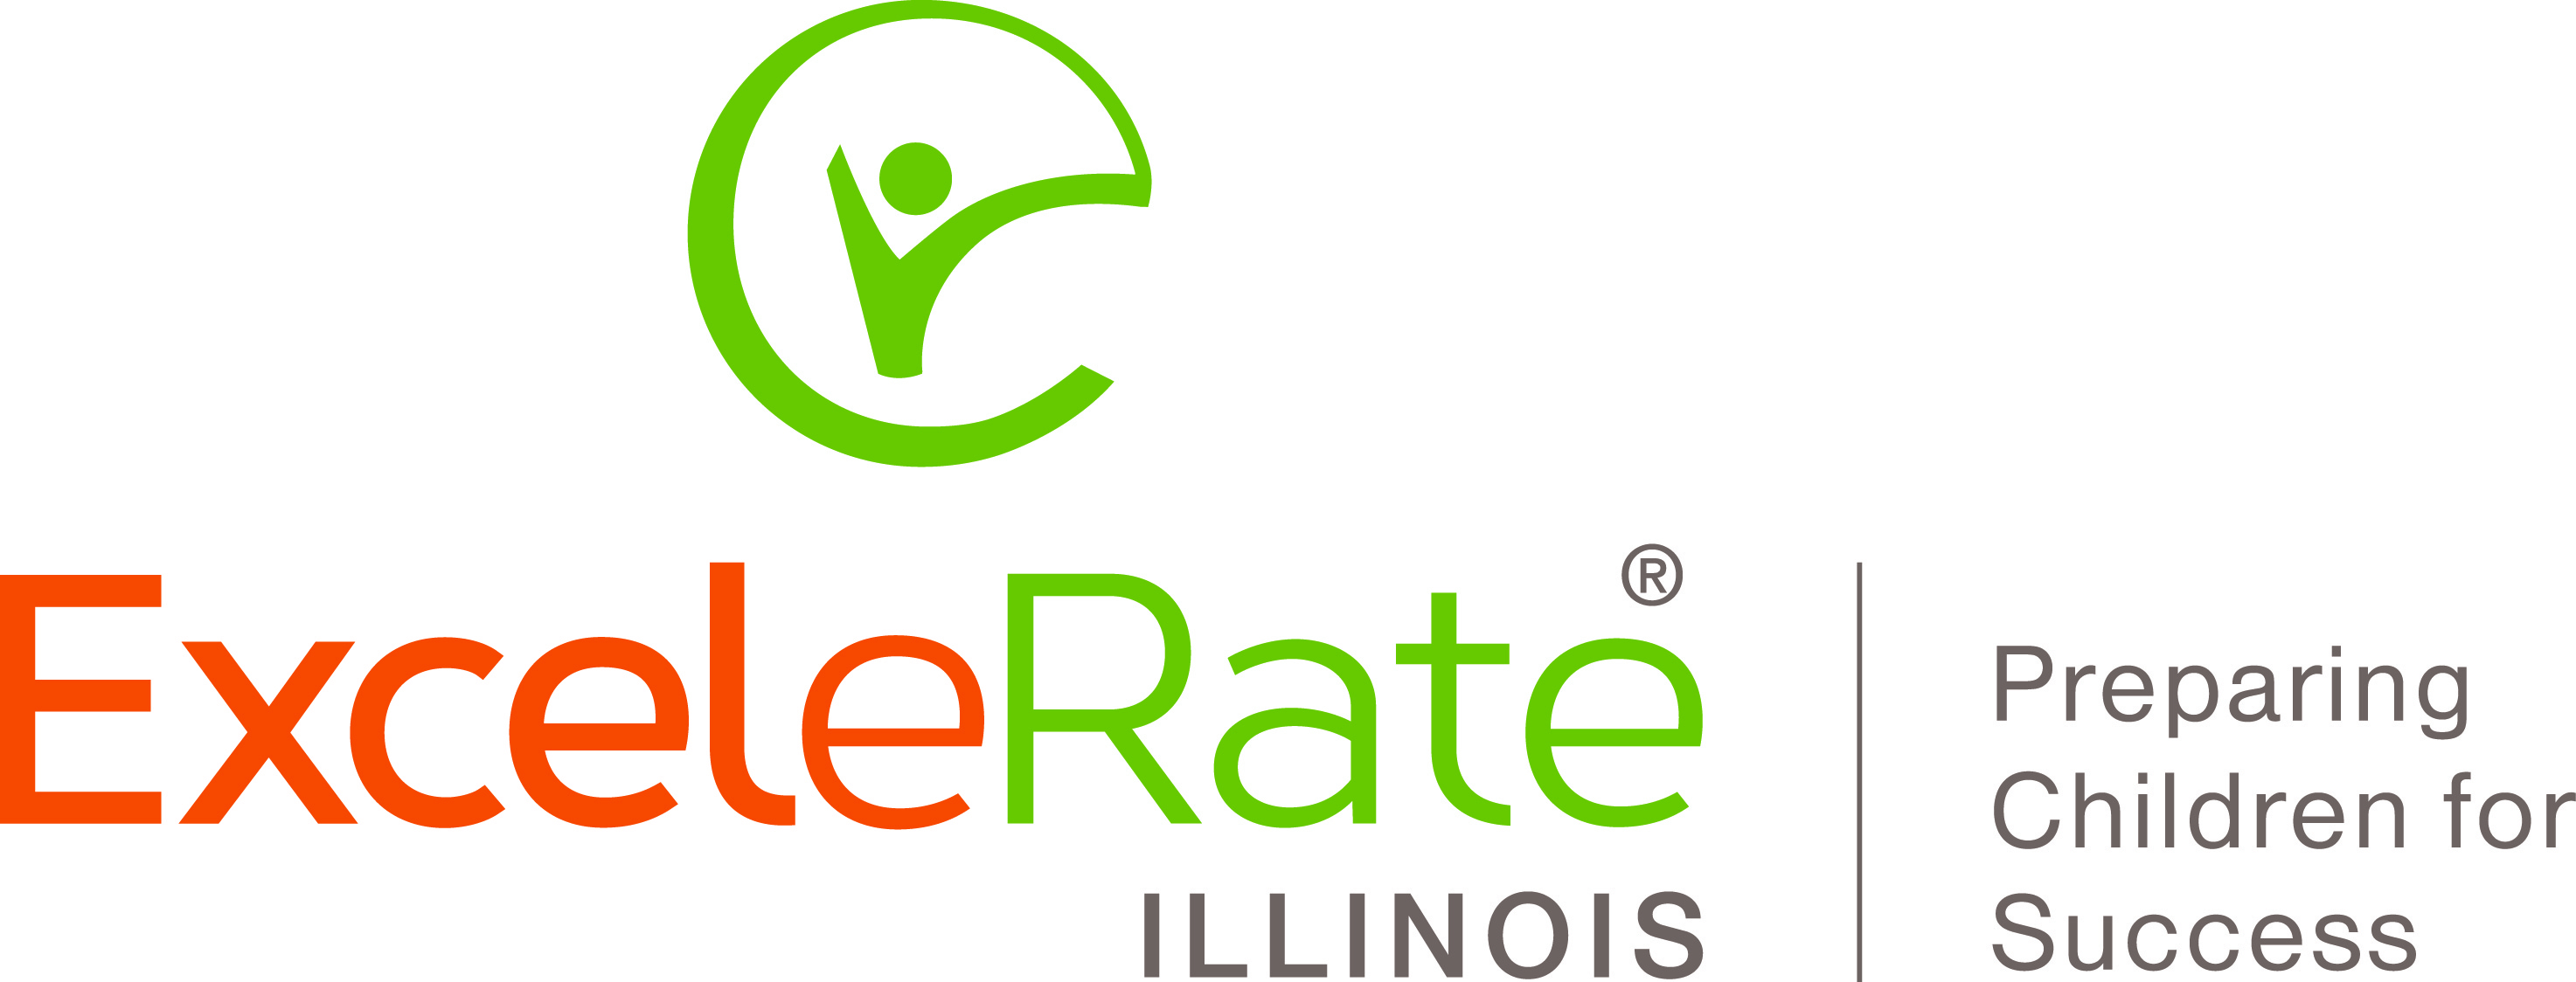 ExceleRate®
ILLINOIS
Preparing
Children for
Success